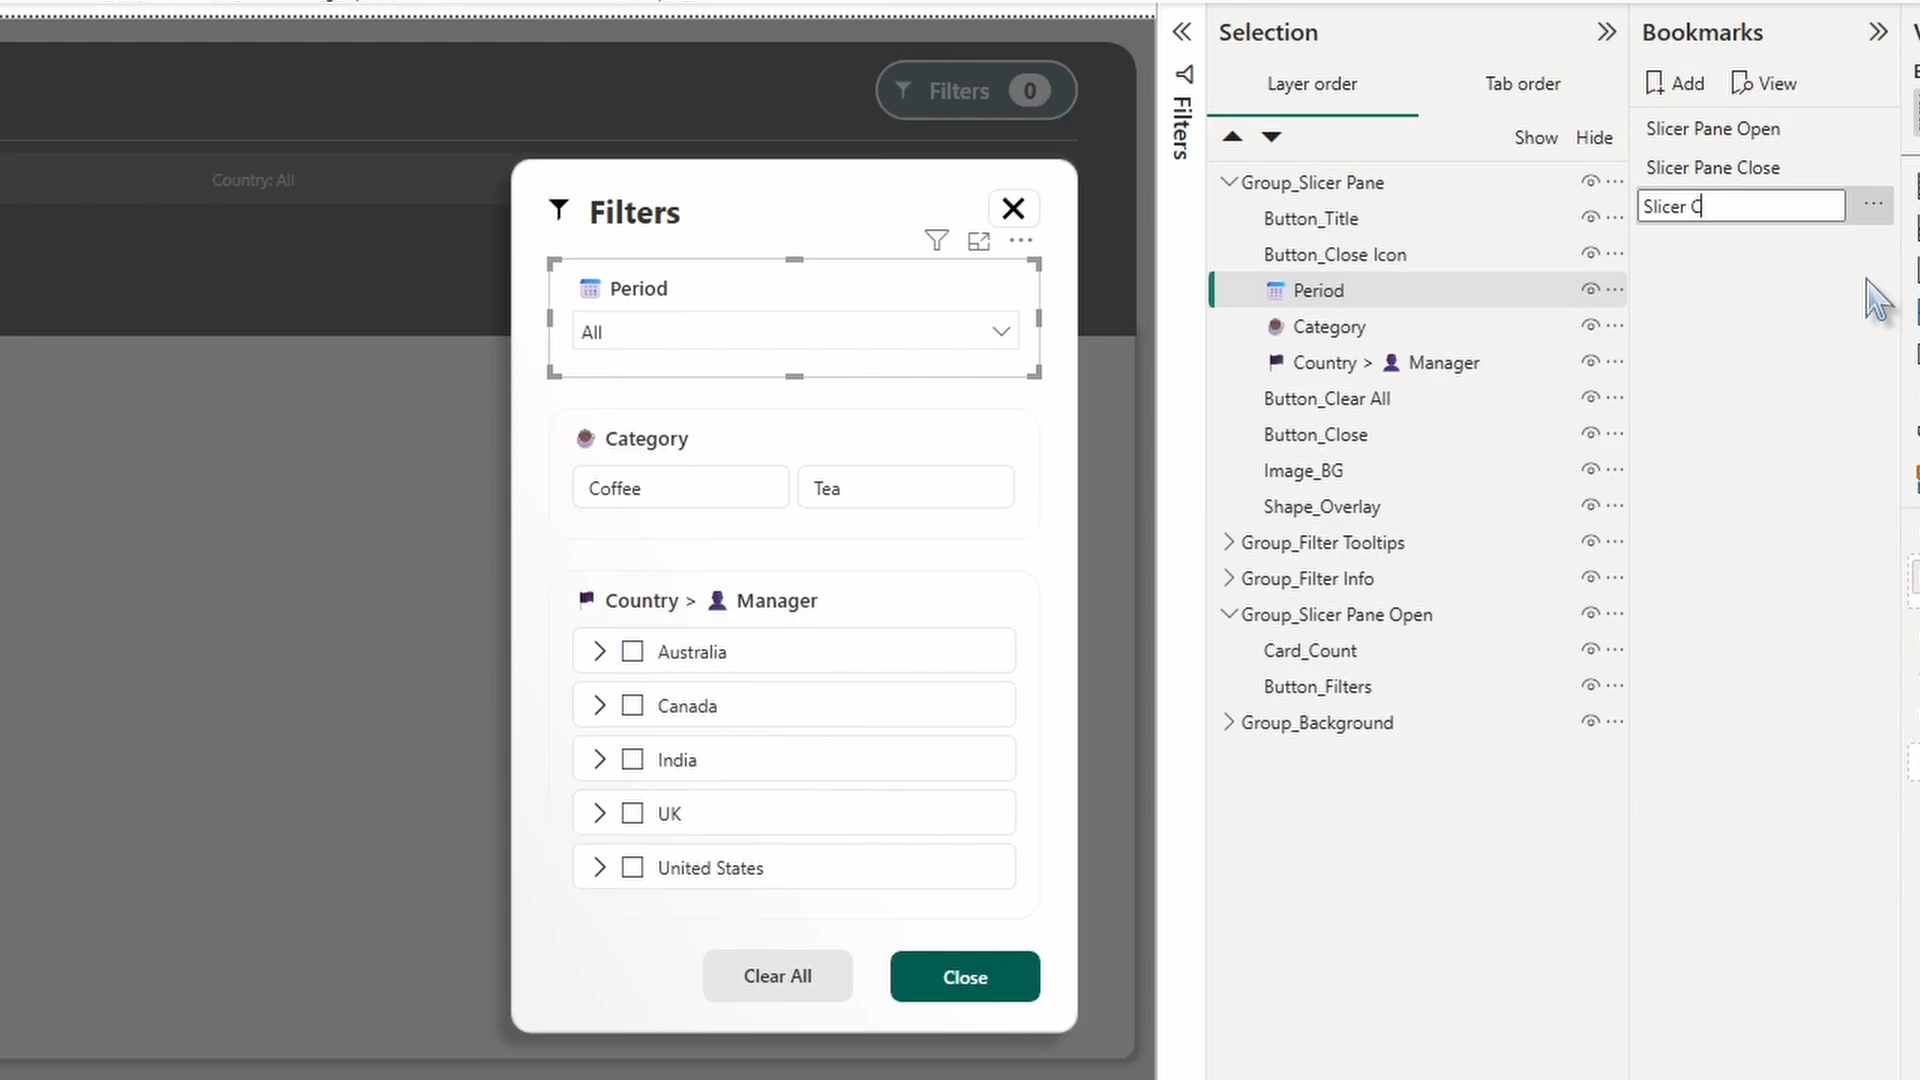 Filters 0
Country: All
Filters
Period
All
Category
Coffee Tea
Country > Manager
Australia
Canada
India
UK
United States
Clear All Close
Filters
Selection
Layer order Tab order
Show Hide
Group_Slicer Pane
Button_Title
Button_Close Icon
Period
Category
Country > Manager
Button_Clear All
Button_Close
Image_BG
Shape_Overlay
Group_Filter Tooltips
Group_Filter Info
Group_Slicer Pane Open
Card_Count
Button_Filters
Group_Background
Bookmarks
Add View
Slicer Pane Open
Slicer Pane Close
Slicer C